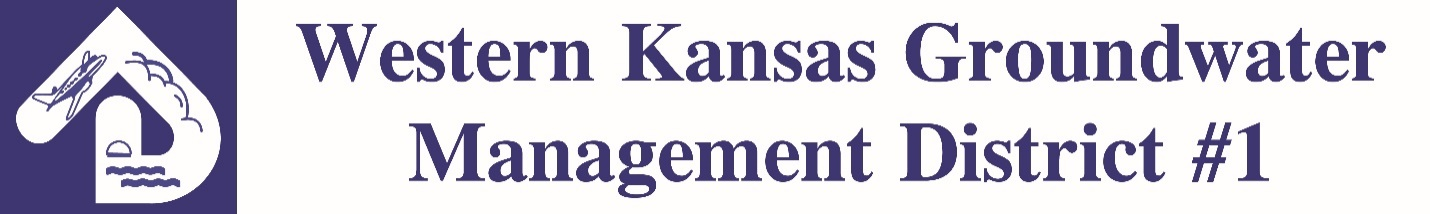 Western Kansas Groundwater
Management District #1